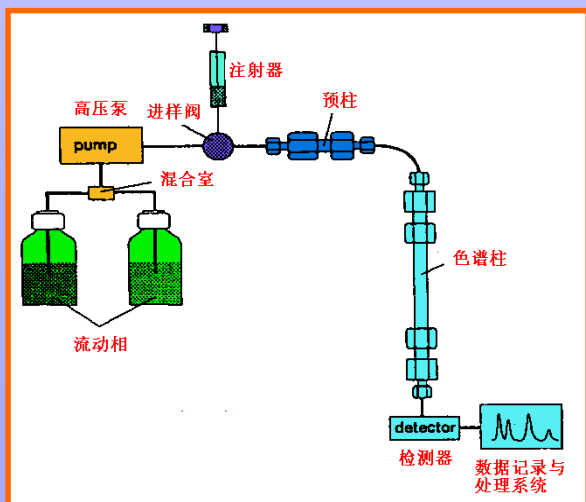 注射器
高压泵
进样阀
预柱
pump
混合室
色谱柱
流动相
detector
检测器
数据记录与
处理系统